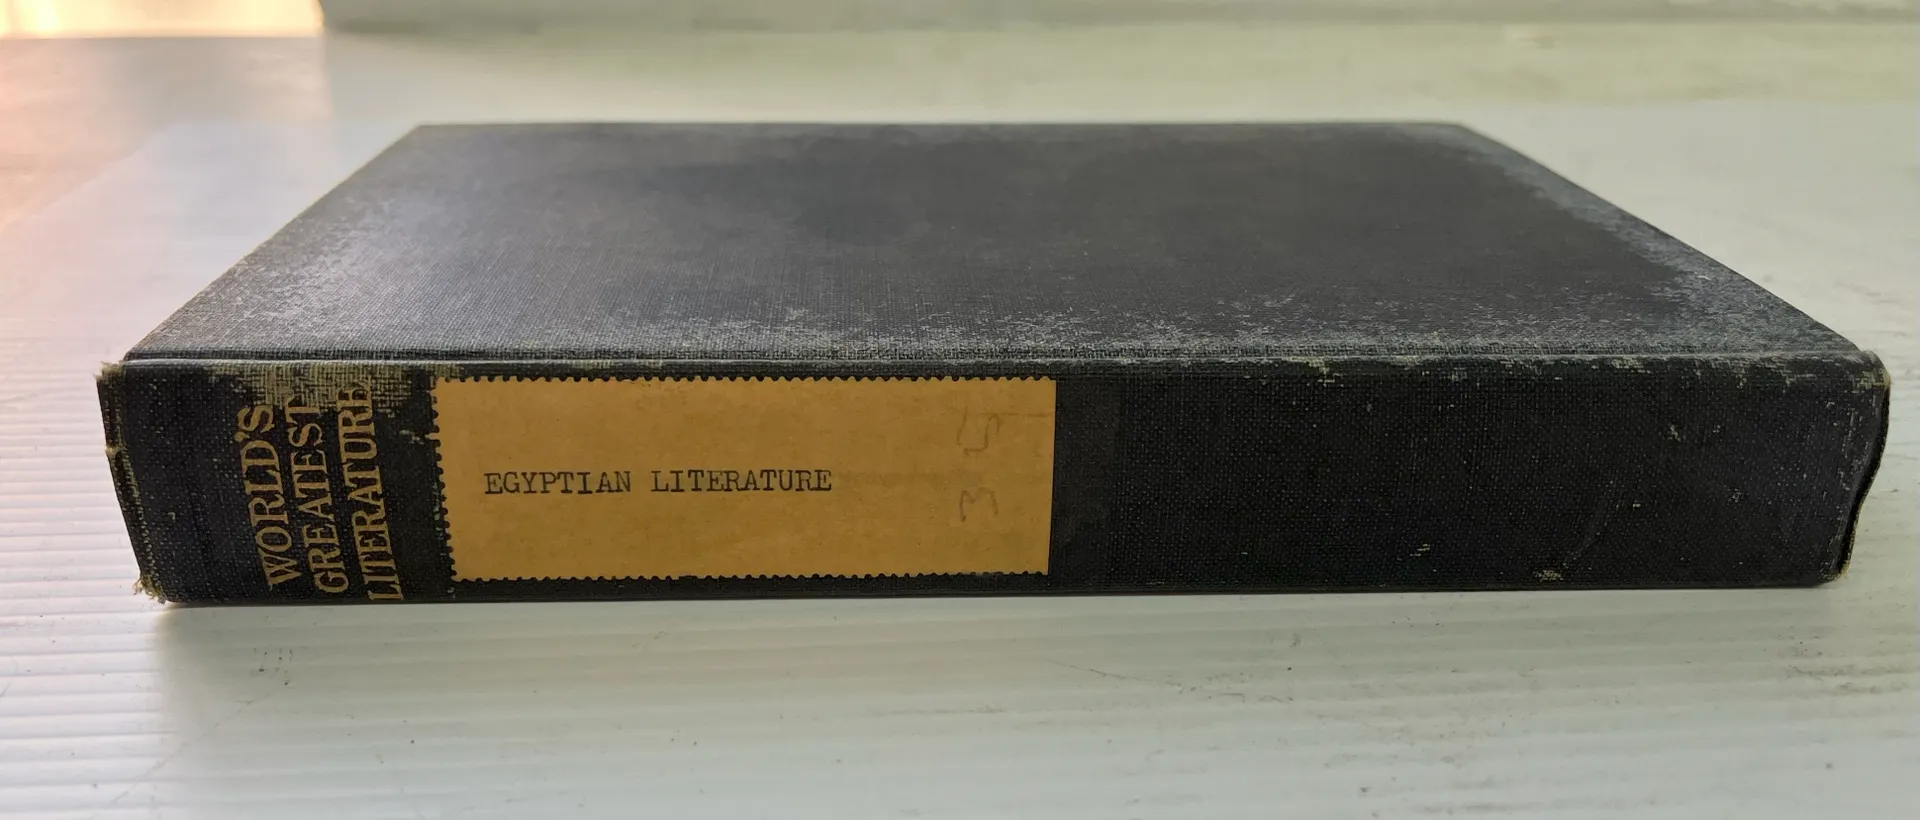 WORLD'S
GREATEST
LITERATURE
EGYPTIAN LITERATURE
35